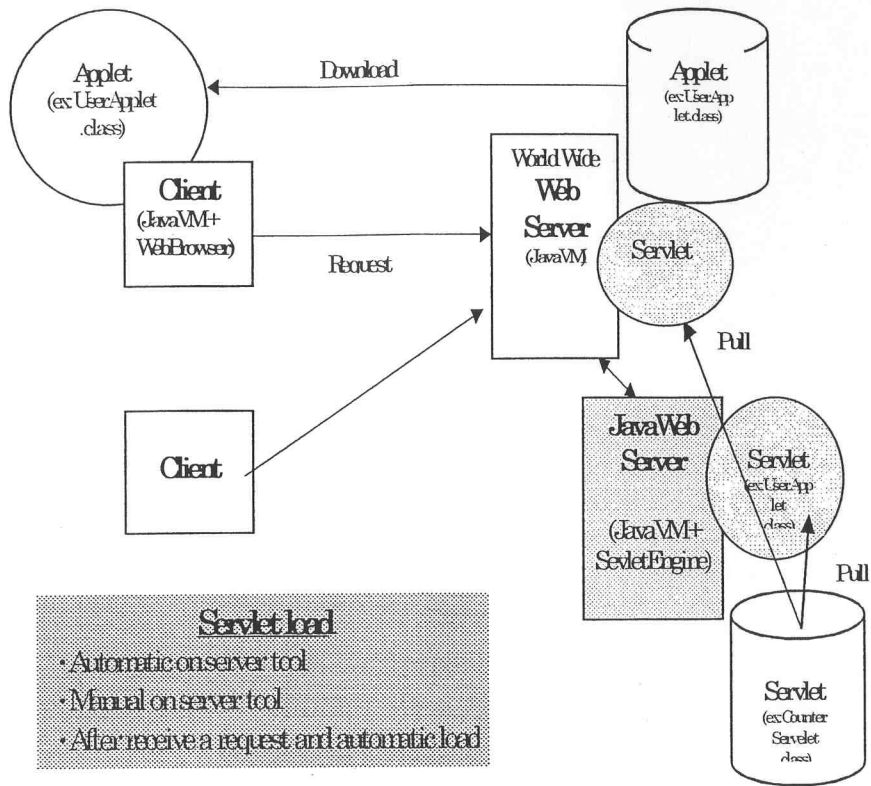 Applet
(ex:UserApplet
.class)
Download
Applet
(ex:UserApp
let.class)
Client
(JavaVM+
WebBrowser)
Request
World Wide
Web
Server
(JavaVM)
Servlet
Pull
Client
JavaWeb
Server
(JavaVM+
SevletEngine)
Servlet
(ex:UserApp
let
.class)
Pull
Servlet load
・Automatic on server tool
・Manual on server tool
・After receive a request and automatic load
Servlet
(ex:Counter
Servelet
.class)